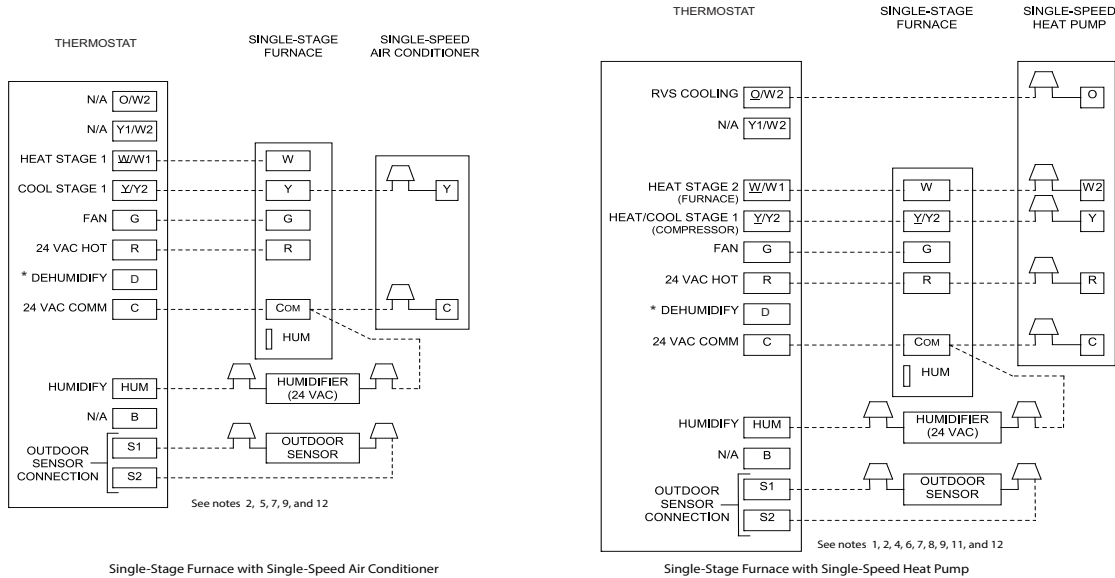 THERMOSTAT
SINGLE-STAGE
FURNACE
SINGLE-SPEED
AIR CONDITIONER
N/A O/W2
N/A Y1/W2
HEAT STAGE 1 W/W1 W
COOL STAGE 1 Y/Y2 Y Y
FAN G G
24 VAC HOT R R
* DEHUMIDIFY D
24 VAC COMM C COM C
HUM
HUMIDIFY HUM HUMIDIFIER
(24 VAC)
N/A B
OUTDOOR
SENSOR
CONNECTION
S1
S2
OUTDOOR
SENSOR
See notes 2, 5, 7, 9, and 12
Single-Stage Furnace with Single-Speed Air Conditioner
THERMOSTAT
SINGLE-STAGE
FURNACE
SINGLE-SPEED
HEAT PUMP
RVS COOLING O/W2 O
N/A Y1/W2
HEAT STAGE 2 W/W1 W W2
(FURNACE)
HEAT/COOL STAGE 1 Y/Y2 Y/Y2 Y
(COMPRESSOR)
FAN G G
24 VAC HOT R R R
* DEHUMIDIFY D
24 VAC COMM C COM C
HUM
HUMIDIFY HUM HUMIDIFIER
(24 VAC)
N/A B
OUTDOOR
SENSOR
CONNECTION
S1
S2
OUTDOOR
SENSOR
See notes 1, 2, 4, 6, 7, 8, 9, 11, and 12
Single-Stage Furnace with Single-Speed Heat Pump